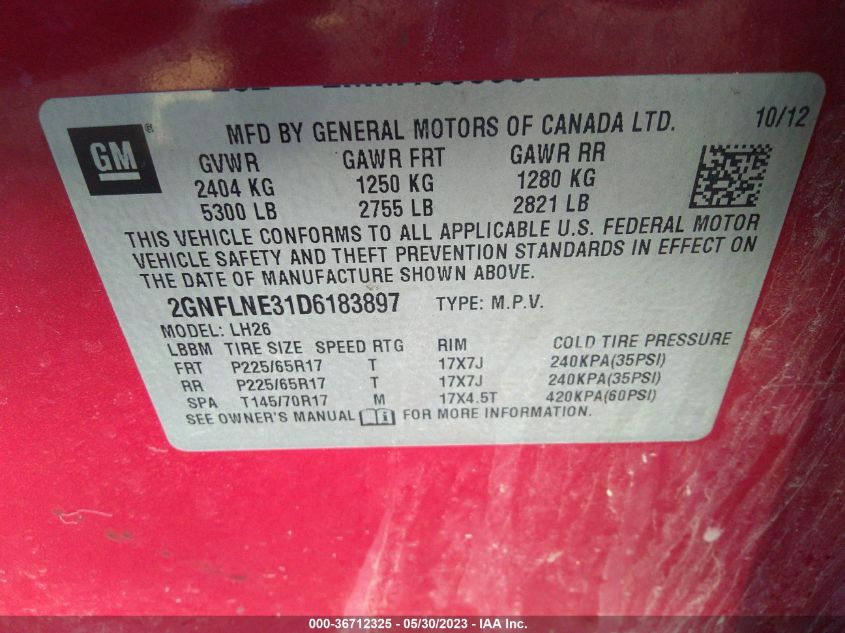 MFD BY GENERAL MOTORS OF CANADA LTD. 10/12
GM ®
GVWR GAWR FRT GAWR RR
2404 KG 1250 KG 1280 KG
5300 LB 2755 LB 2821 LB
THIS VEHICLE CONFORMS TO ALL APPLICABLE U.S. FEDERAL MOTOR
VEHICLE SAFETY AND THEFT PREVENTION STANDARDS IN EFFECT ON
THE DATE OF MANUFACTURE SHOWN ABOVE.
2GNFLNE31D6183897 TYPE: M.P.V.
MODEL: LH26
LBBM TIRE SIZE SPEED RTG RIM COLD TIRE PRESSURE
FRT P225/65R17 T 17X7J 240KPA(35PSI)
RR P225/65R17 T 17X7J 240KPA(35PSI)
SPA T145/70R17 M 17X4.5T 420KPA(60PSI)
SEE OWNER'S MANUAL FOR MORE INFORMATION.
000-36712325 - 05/30/2023 - IAA Inc.